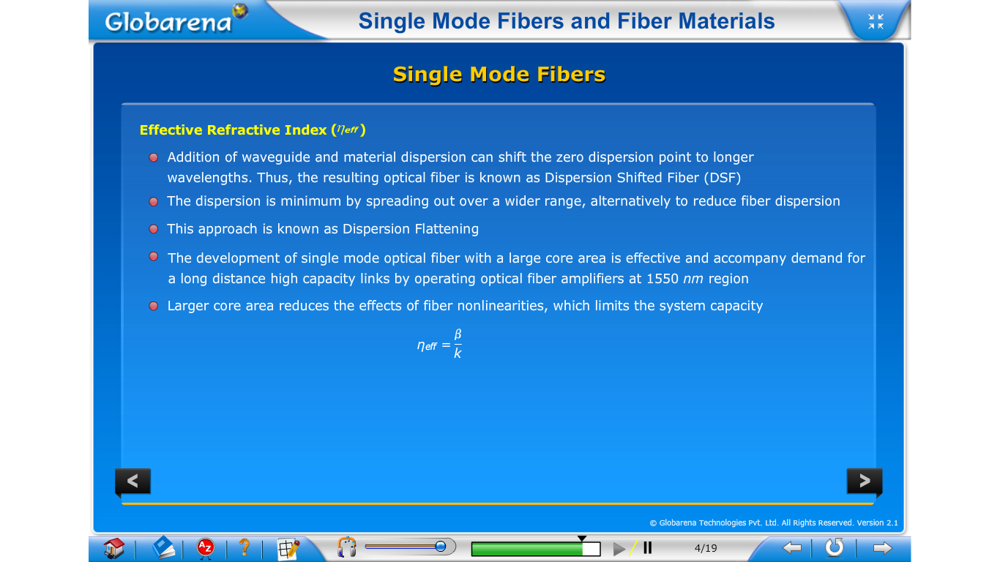 Globarena
Single Mode Fibers and Fiber Materials
Single Mode Fibers
Effective Refractive Index (ηeff)
Addition of waveguide and material dispersion can shift the zero dispersion point to longer
wavelengths. Thus, the resulting optical fiber is known as Dispersion Shifted Fiber (DSF)
The dispersion is minimum by spreading out over a wider range, alternatively to reduce fiber dispersion
This approach is known as Dispersion Flattening
The development of single mode optical fiber with a large core area is effective and accompany demand for
a long distance high capacity links by operating optical fiber amplifiers at 1550 nm region
Larger core area reduces the effects of fiber nonlinearities, which limits the system capacity
ηeff = β/k
< >
© Globarena Technologies Pvt. Ltd. All Rights Reserved. Version 2.1
AZ ? 4/19